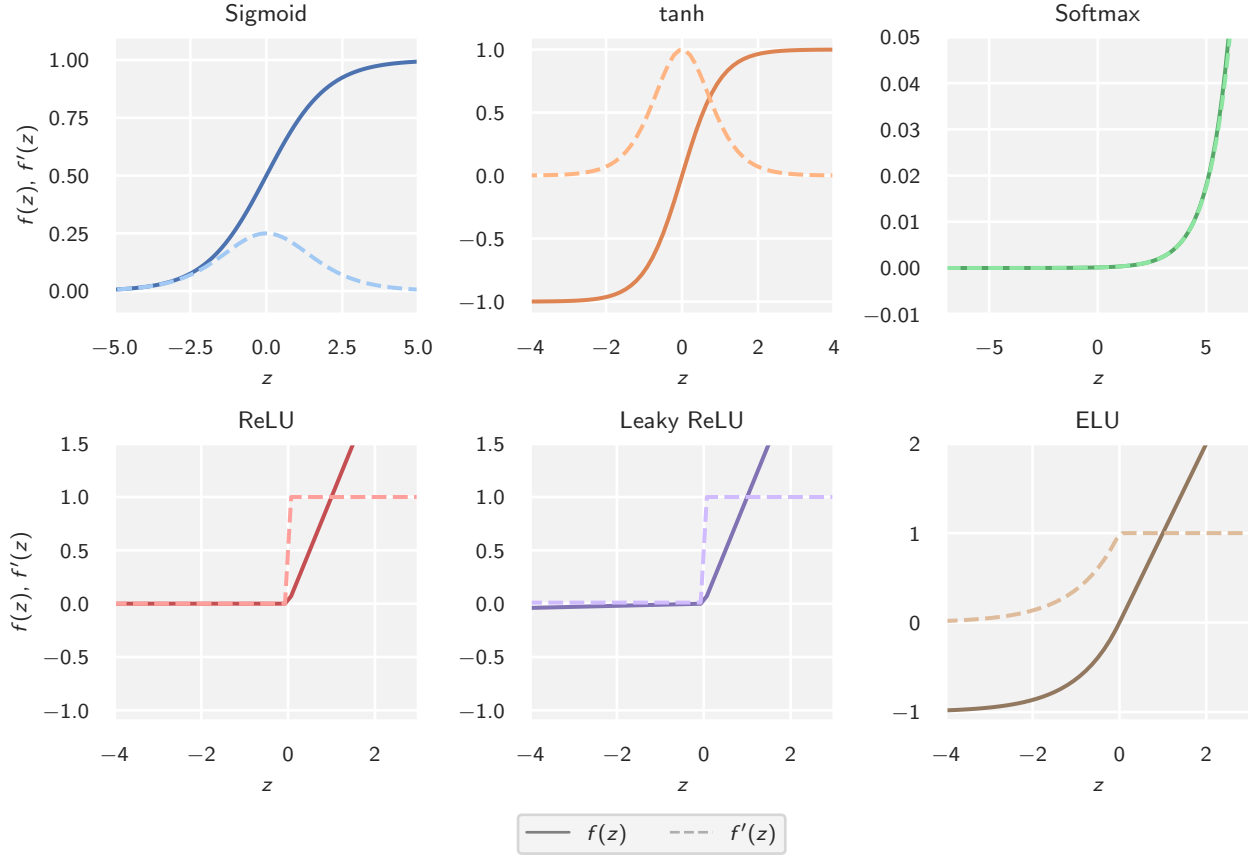 Sigmoid
1.00
0.75
0.50
0.25
0.00
f(z), f′(z)
−5.0 −2.5 0.0 2.5 5.0
z
tanh
1.0
0.5
0.0
−0.5
−1.0
−4 −2 0 2 4
z
Softmax
0.05
0.04
0.03
0.02
0.01
0.00
−0.01
−5 0 5
z
ReLU
1.5
1.0
0.5
0.0
−0.5
−1.0
f(z), f′(z)
−4 −2 0 2
z
Leaky ReLU
1.5
1.0
0.5
0.0
−0.5
−1.0
−4 −2 0 2
z
ELU
2
1
0
−1
−4 −2 0 2
z
f(z) f′(z)